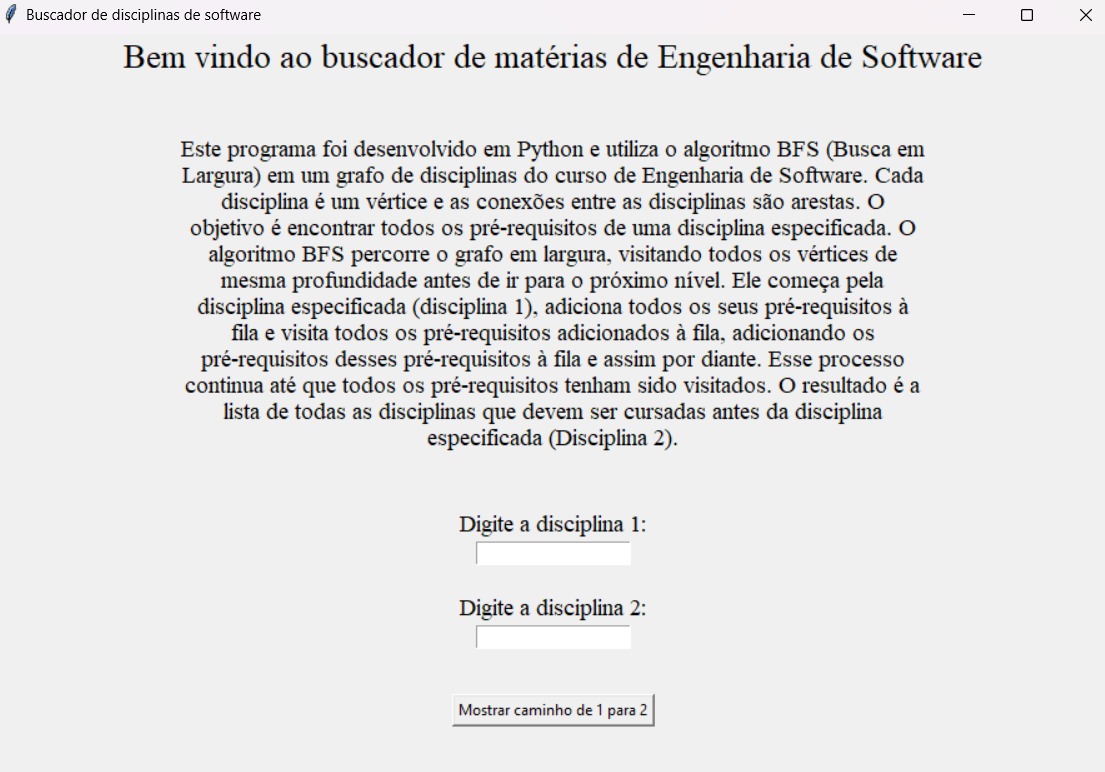 Buscador de disciplinas de software
Bem vindo ao buscador de matérias de Engenharia de Software
Este programa foi desenvolvido em Python e utiliza o algoritmo BFS (Busca em
Largura) em um grafo de disciplinas do curso de Engenharia de Software. Cada
disciplina é um vértice e as conexões entre as disciplinas são arestas. O
objetivo é encontrar todos os pré-requisitos de uma disciplina especificada. O
algoritmo BFS percorre o grafo em largura, visitando todos os vértices de
mesma profundidade antes de ir para o próximo nível. Ele começa pela
disciplina especificada (disciplina 1), adiciona todos os seus pré-requisitos à
fila e visita todos os pré-requisitos adicionados à fila, adicionando os
pré-requisitos desses pré-requisitos à fila e assim por diante. Esse processo
continua até que todos os pré-requisitos tenham sido visitados. O resultado é a
lista de todas as disciplinas que devem ser cursadas antes da disciplina
especificada (Disciplina 2).
Digite a disciplina 1:
Digite a disciplina 2:
Mostrar caminho de 1 para 2